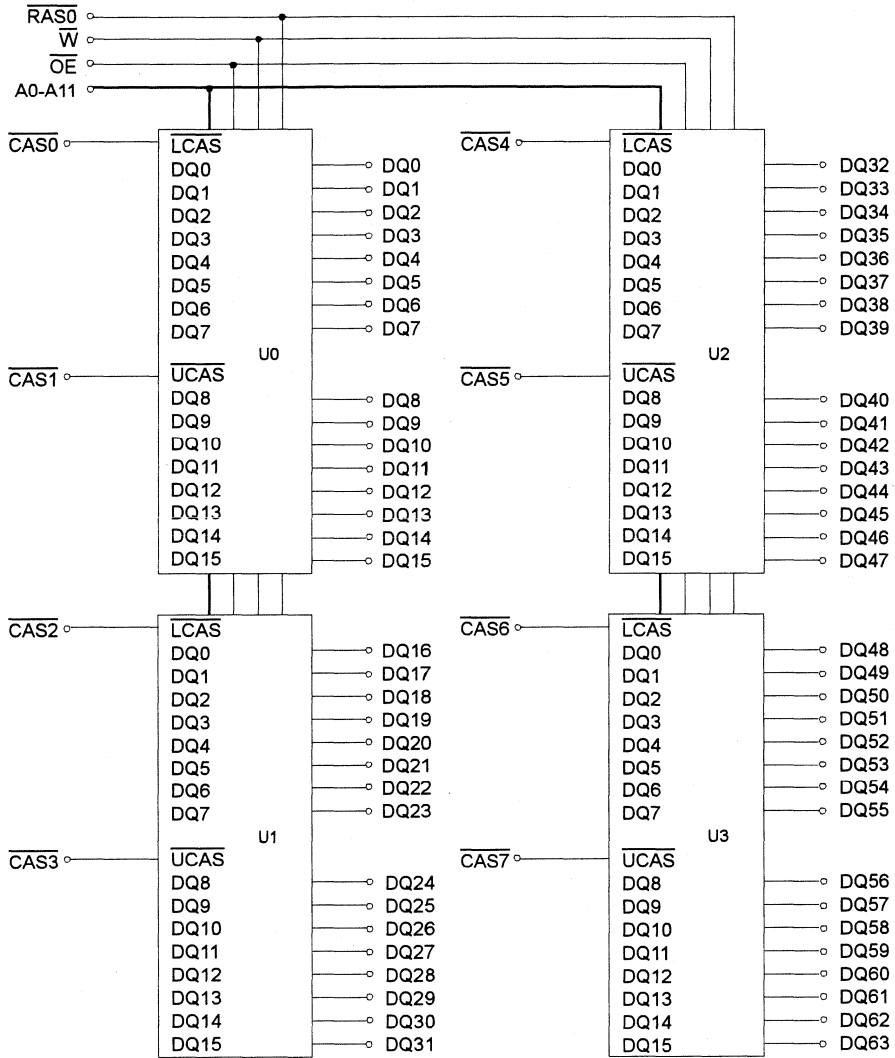 RAS0
W
OE
A0-A11
CAS0
LCAS
DQ0 DQ0
DQ1 DQ1
DQ2 DQ2
DQ3 DQ3
DQ4 DQ4
DQ5 DQ5
DQ6 DQ6
DQ7 DQ7
U0
CAS1
UCAS
DQ8 DQ8
DQ9 DQ9
DQ10 DQ10
DQ11 DQ11
DQ12 DQ12
DQ13 DQ13
DQ14 DQ14
DQ15 DQ15
CAS2
LCAS
DQ0 DQ16
DQ1 DQ17
DQ2 DQ18
DQ3 DQ19
DQ4 DQ20
DQ5 DQ21
DQ6 DQ22
DQ7 DQ23
U1
CAS3
UCAS
DQ8 DQ24
DQ9 DQ25
DQ10 DQ26
DQ11 DQ27
DQ12 DQ28
DQ13 DQ29
DQ14 DQ30
DQ15 DQ31
CAS4
LCAS
DQ0 DQ32
DQ1 DQ33
DQ2 DQ34
DQ3 DQ35
DQ4 DQ36
DQ5 DQ37
DQ6 DQ38
DQ7 DQ39
U2
CAS5
UCAS
DQ8 DQ40
DQ9 DQ41
DQ10 DQ42
DQ11 DQ43
DQ12 DQ44
DQ13 DQ45
DQ14 DQ46
DQ15 DQ47
CAS6
LCAS
DQ0 DQ48
DQ1 DQ49
DQ2 DQ50
DQ3 DQ51
DQ4 DQ52
DQ5 DQ53
DQ6 DQ54
DQ7 DQ55
U3
CAS7
UCAS
DQ8 DQ56
DQ9 DQ57
DQ10 DQ58
DQ11 DQ59
DQ12 DQ60
DQ13 DQ61
DQ14 DQ62
DQ15 DQ63